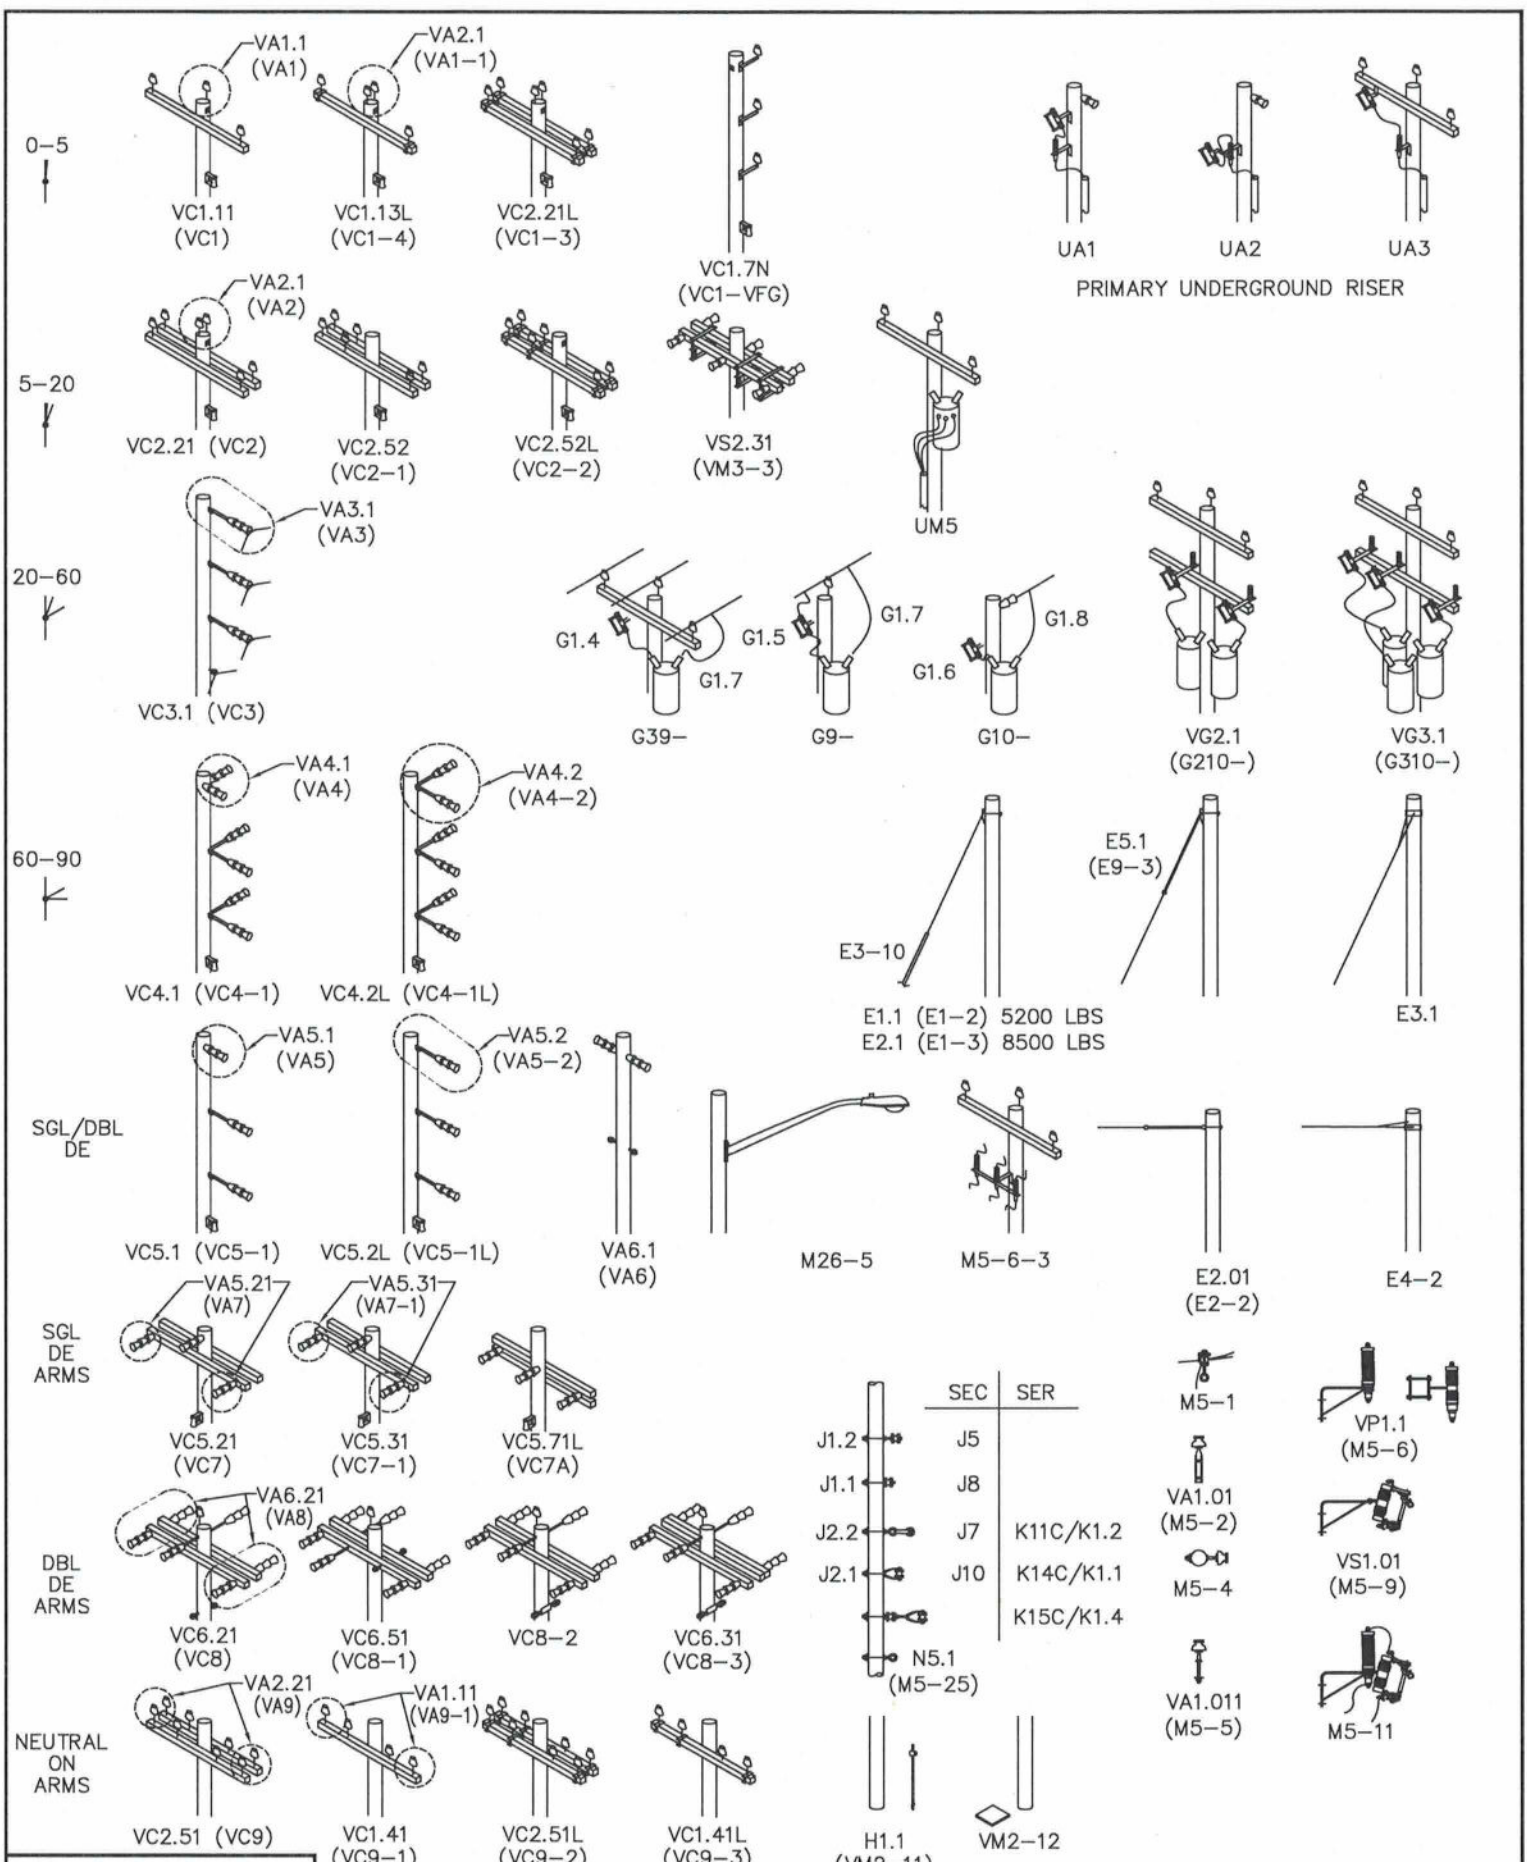 VA1.1
(VA1)
VA2.1
(VA1-1)
0-5
VC1.11
(VC1)
VC1.13L
(VC1-4)
VC2.21L
(VC1-3)
VC1.7N
(VC1-VFG)
UA1
UA2
UA3
PRIMARY UNDERGROUND RISER
VA2.1
(VA2)
5-20
VC2.21 (VC2)
VC2.52
(VC2-1)
VC2.52L
(VC2-2)
VS2.31
(VM3-3)
UM5
VA3.1
(VA3)
20-60
VC3.1 (VC3)
G1.4
G1.7
G39-
G1.5
G1.7
G9-
G1.6
G1.8
G10-
VG2.1
(G210-)
VG3.1
(G310-)
VA4.1
(VA4)
VA4.2
(VA4-2)
60-90
VC4.1 (VC4-1)
VC4.2L (VC4-1L)
E3-10
E1.1 (E1-2) 5200 LBS
E2.1 (E1-3) 8500 LBS
E5.1
(E9-3)
E3.1
VA5.1
(VA5)
VA5.2
(VA5-2)
SGL/DBL
DE
VC5.1 (VC5-1)
VC5.2L (VC5-1L)
VA6.1
(VA6)
M26-5
M5-6-3
E2.01
(E2-2)
E4-2
VA5.21
(VA7)
VA5.31
(VA7-1)
SGL
DE
ARMS
VC5.21
(VC7)
VC5.31
(VC7-1)
VC5.71L
(VC7A)
SEC SER
J1.2 J5
J1.1 J8
J2.2 J7 K11C/K1.2
J2.1 J10 K14C/K1.1
K15C/K1.4
N5.1
(M5-25)
M5-1
VP1.1
(M5-6)
VA1.01
(M5-2)
VS1.01
(M5-9)
M5-4
VA1.011
(M5-5)
M5-11
VA6.21
(VA8)
DBL
DE
ARMS
VC6.21
(VC8)
VC6.51
(VC8-1)
VC8-2
VC6.31
(VC8-3)
VA2.21
(VA9)
VA1.11
(VA9-1)
NEUTRAL
ON
ARMS
VC2.51 (VC9)
VC1.41
(VC9-1)
VC2.51L
(VC9-2)
VC1.41L
(VC9-3)
H1.1
(VM2-11)
VM2-12